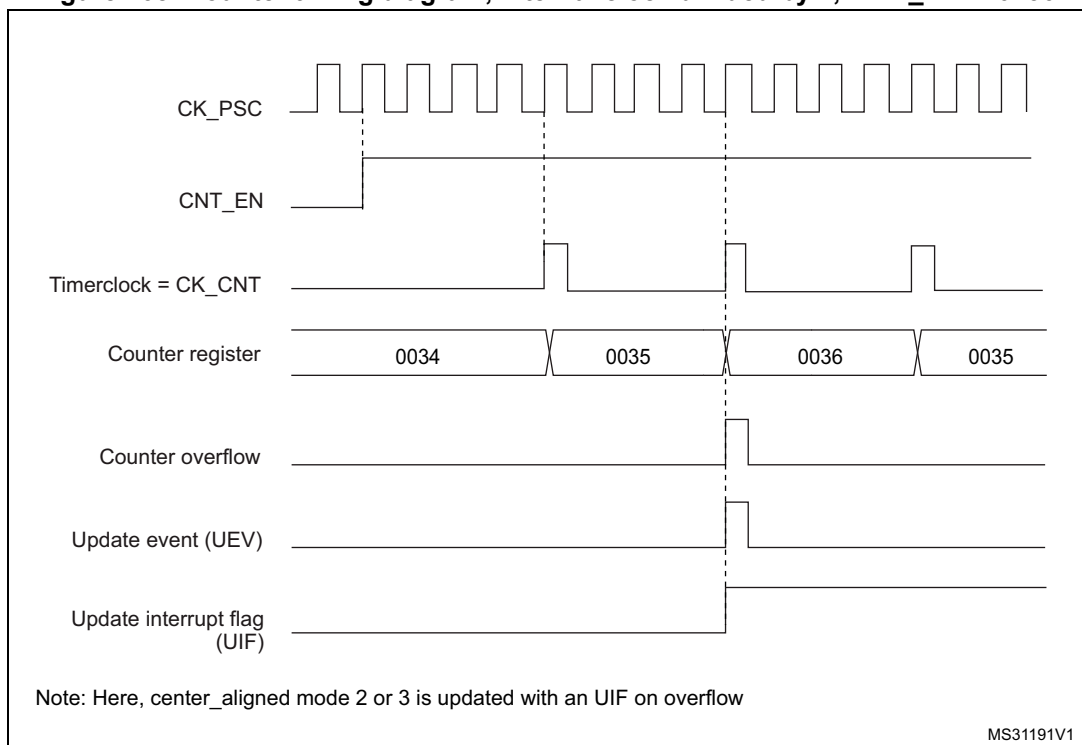 CK_PSC
CNT_EN
Timerclock = CK_CNT
Counter register
0034
0035
0036
0035
Counter overflow
Update event (UEV)
Update interrupt flag
(UIF)
Note: Here, center_aligned mode 2 or 3 is updated with an UIF on overflow
MS31191V1